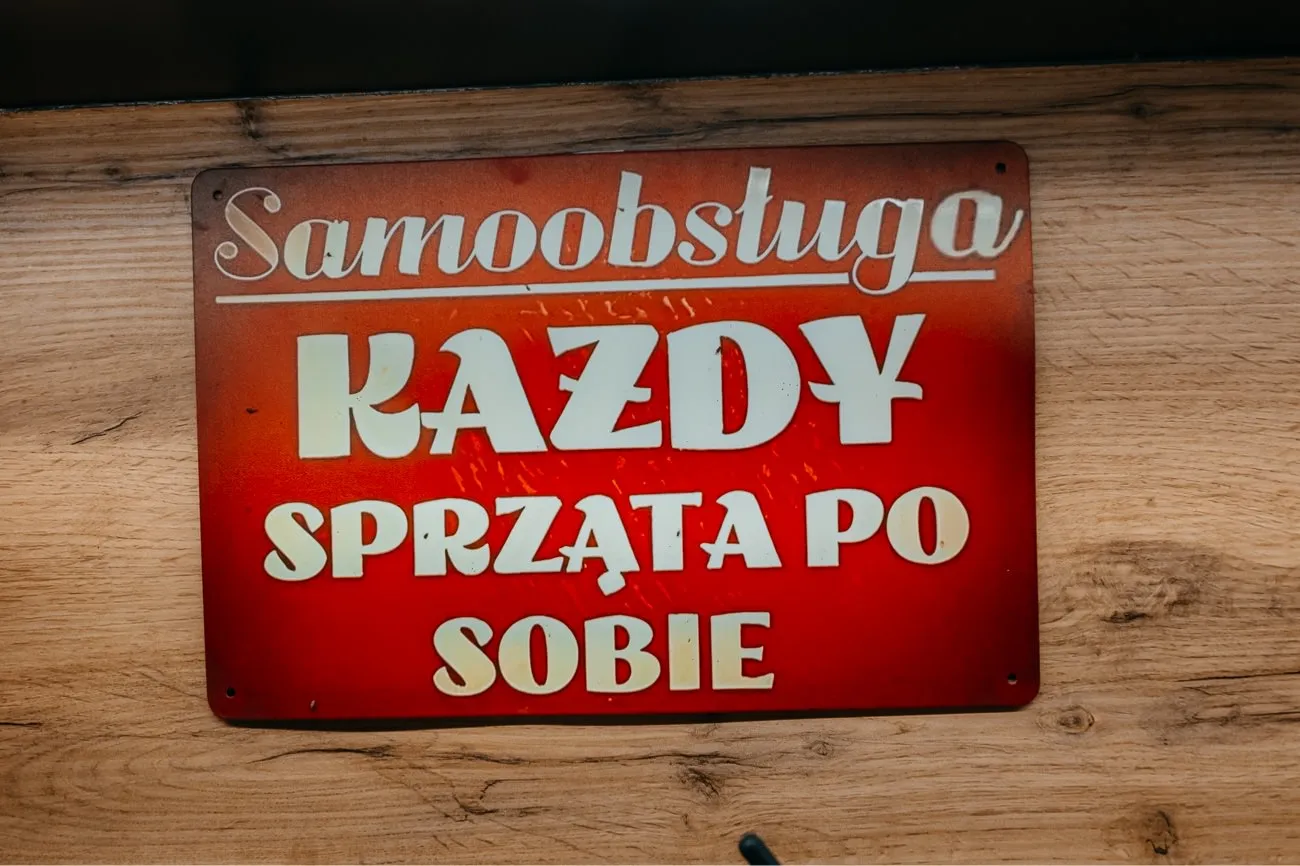 Samoobsługa
KAŻDY
SPRZĄTA PO
SOBIE